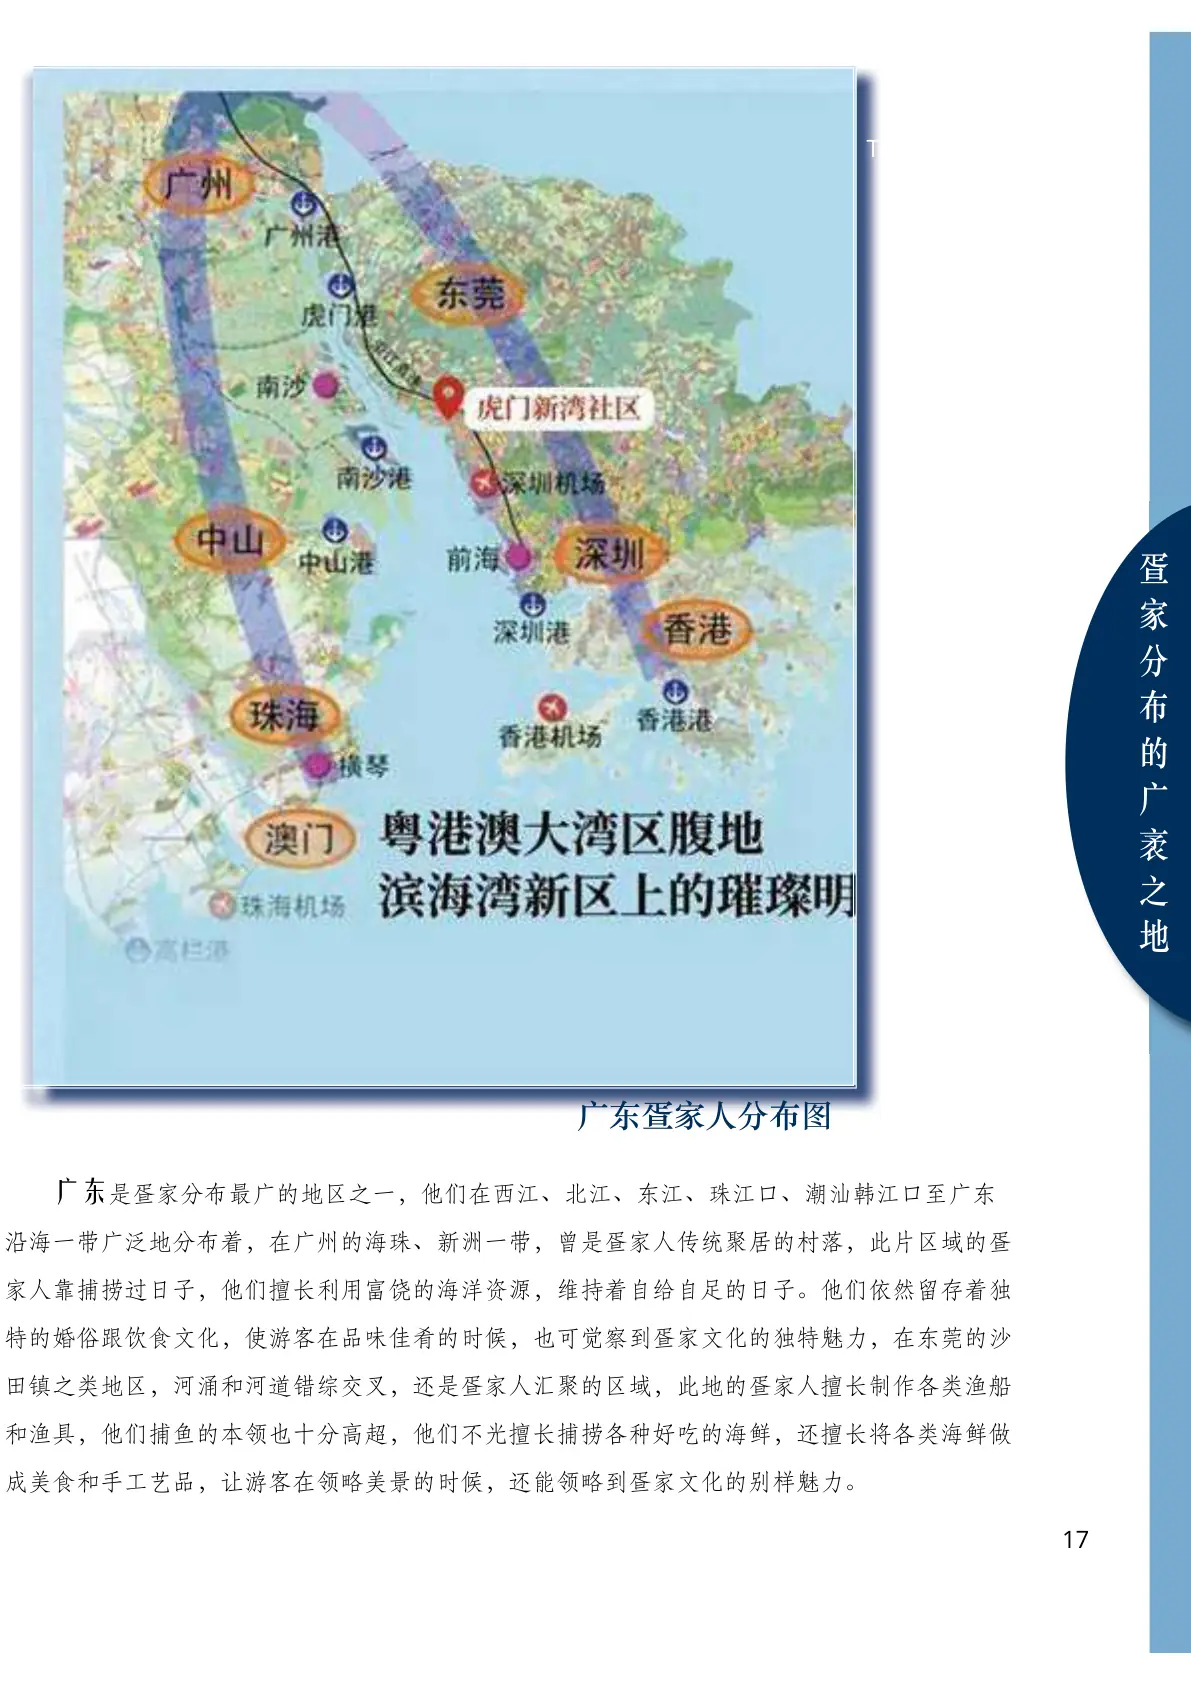 T
广州
广州港
虎门港
东莞
沿江高速
南沙
虎门新湾社区
南沙港
深圳机场
中山
中山港
前海
深圳
深圳港
香港
珠海
香港机场
香港港
横琴
澳门
粤港澳大湾区腹地
滨海湾新区上的璀璨明
珠海机场
高栏港
疍家分布的广袤之地
广东疍家人分布图
广东是疍家分布最广的地区之一，他们在西江、北江、东江、珠江口、潮汕韩江口至广东
沿海一带广泛地分布着，在广州的海珠、新洲一带，曾是疍家人传统聚居的村落，此片区域的疍
家人靠捕捞过日子，他们擅长利用富饶的海洋资源，维持着自给自足的日子。他们依然留存着独
特的婚俗跟饮食文化，使游客在品味佳肴的时候，也可觉察到疍家文化的独特魅力，在东莞的沙
田镇之类地区，河涌和河道错综交叉，还是疍家人汇聚的区域，此地的疍家人擅长制作各类渔船
和渔具，他们捕鱼的本领也十分高超，他们不光擅长捕捞各种好吃的海鲜，还擅长将各类海鲜做
成美食和手工艺品，让游客在领略美景的时候，还能领略到疍家文化的别样魅力。
17